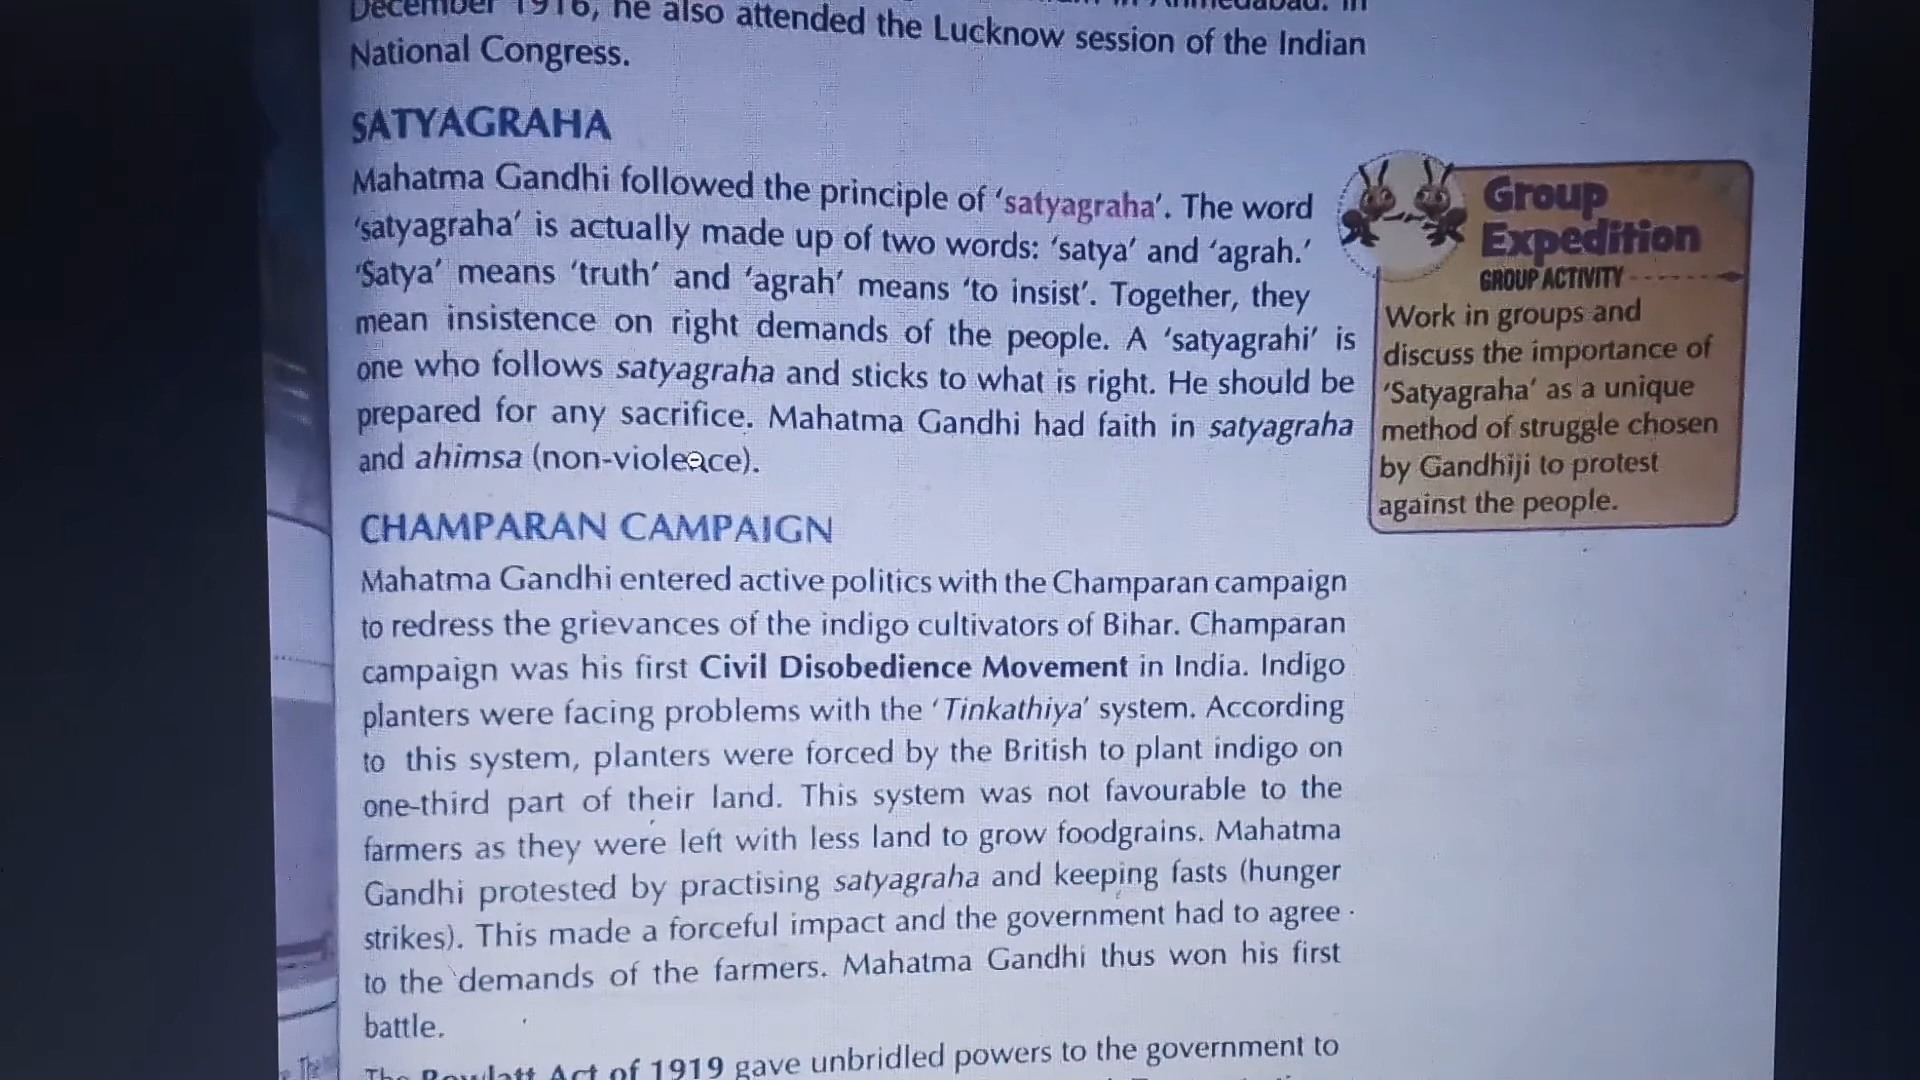 December 1916, he also attended the Lucknow session of the Indian
National Congress.
SATYAGRAHA
Mahatma Gandhi followed the principle of ‘satyagraha’. The word
‘satyagraha’ is actually made up of two words: ‘satya’ and ‘agrah.’
‘Satya’ means ‘truth’ and ‘agrah’ means ‘to insist’. Together, they
mean insistence on right demands of the people. A ‘satyagrahi’ is
one who follows satyagraha and sticks to what is right. He should be
prepared for any sacrifice. Mahatma Gandhi had faith in satyagraha
and ahimsa (non-violence).
CHAMPARAN CAMPAIGN
Mahatma Gandhi entered active politics with the Champaran campaign
to redress the grievances of the indigo cultivators of Bihar. Champaran
campaign was his first Civil Disobedience Movement in India. Indigo
planters were facing problems with the ‘Tinkathiya’ system. According
to this system, planters were forced by the British to plant indigo on
one-third part of their land. This system was not favourable to the
farmers as they were left with less land to grow foodgrains. Mahatma
Gandhi protested by practising satyagraha and keeping fasts (hunger
strikes). This made a forceful impact and the government had to agree
to the demands of the farmers. Mahatma Gandhi thus won his first
battle.
The Rowlatt Act of 1919 gave unbridled powers to the government to
Group
Expedition
GROUP ACTIVITY
Work in groups and
discuss the importance of
‘Satyagraha’ as a unique
method of struggle chosen
by Gandhiji to protest
against the people.